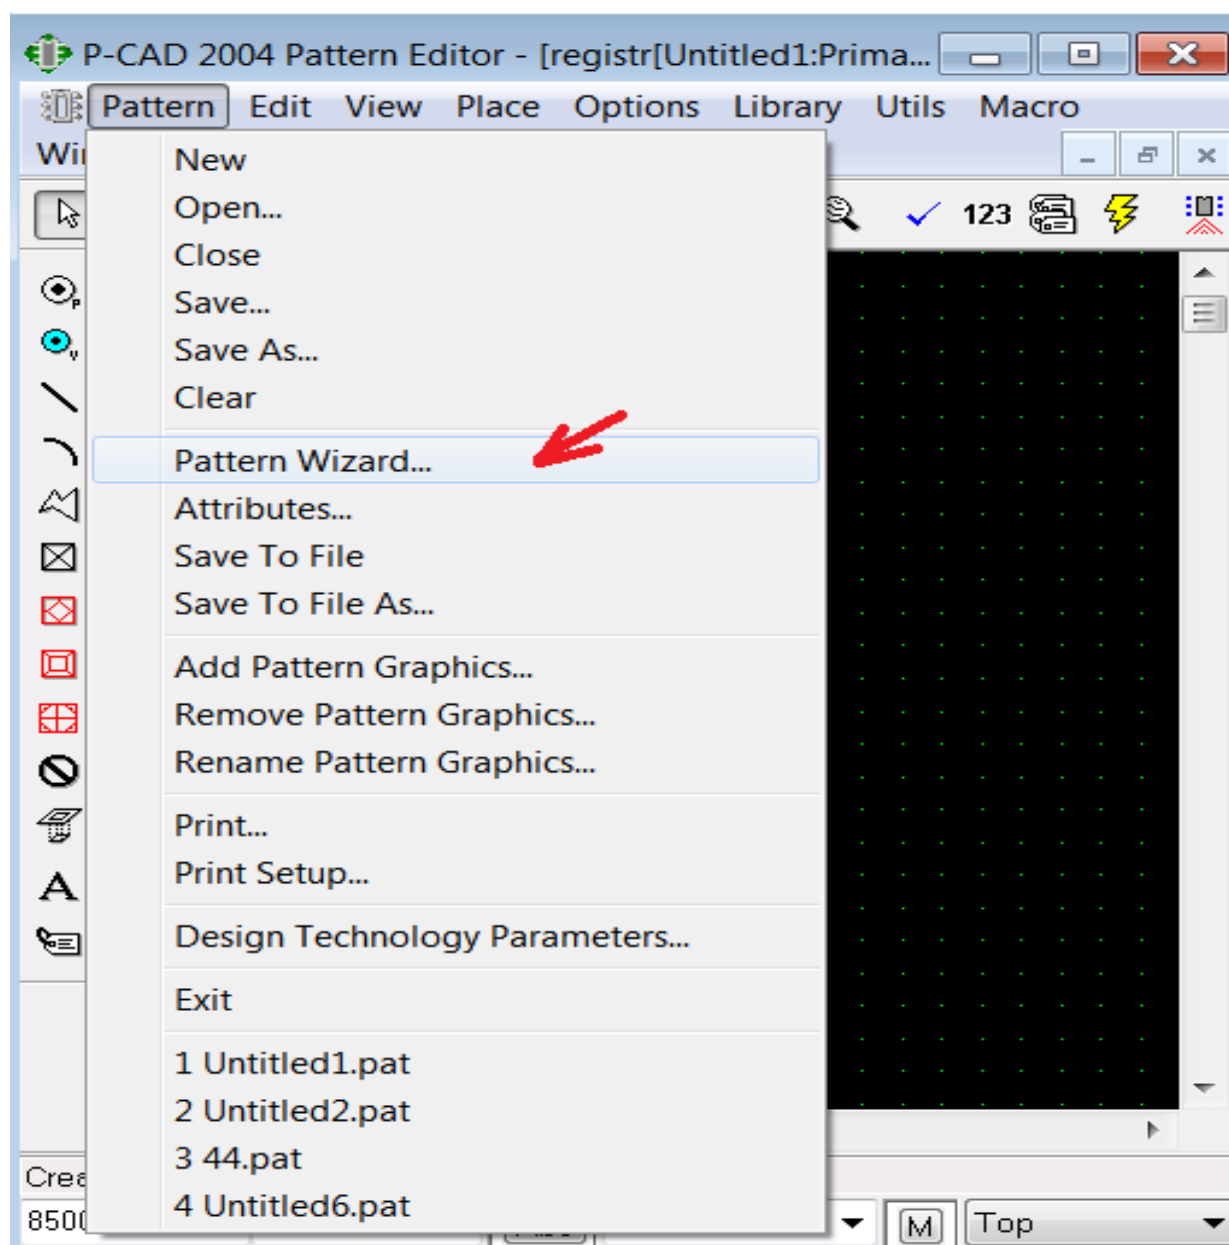 P-CAD 2004 Pattern Editor - [registr[Untitled1:Prima...
Pattern Edit View Place Options Library Utils Macro
New
Open...
Close
Save...
Save As...
Clear
123
Pattern Wizard...
Attributes...
Save To File
Save To File As...
Add Pattern Graphics...
Remove Pattern Graphics...
Rename Pattern Graphics...
Print...
Print Setup...
A
Design Technology Parameters...
Exit
1 Untitled1.pat
2 Untitled2.pat
3 44.pat
4 Untitled6.pat
M
Top